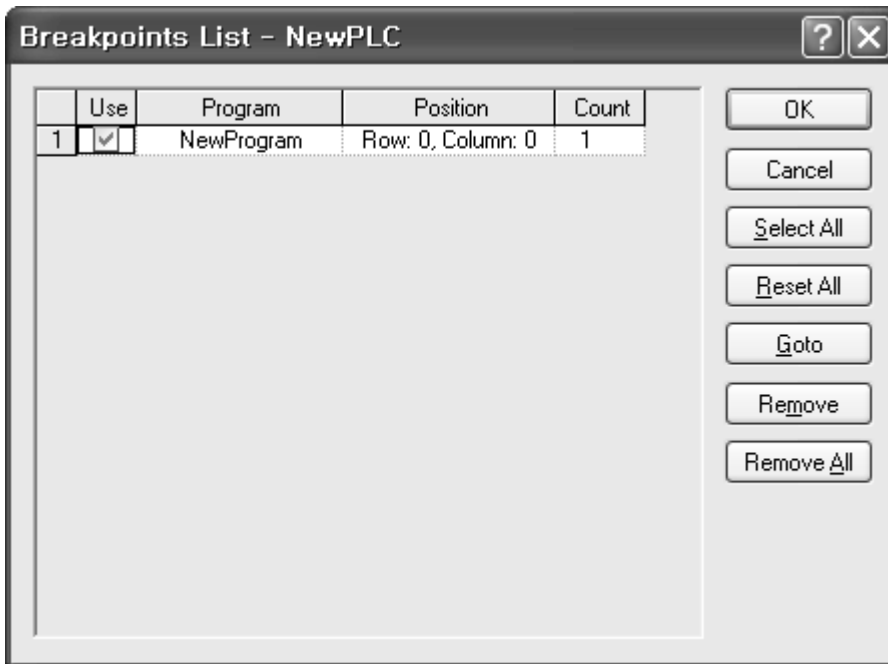 Breakpoints List - NewPLC
Use Program Position Count
1 NewProgram Row: 0, Column: 0 1
OK
Cancel
Select All
Reset All
Goto
Remove
Remove All